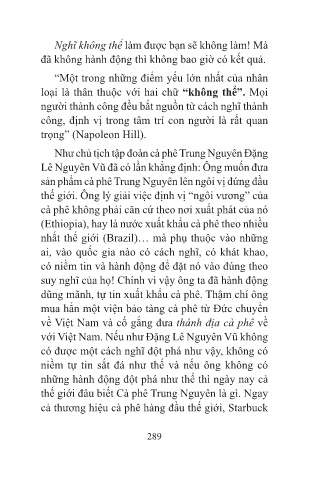 Nghĩ không thể làm được bạn sẽ không làm! Mà
đã không hành động thì không bao giờ có kết quả.
“Một trong những điểm yếu lớn nhất của nhân
loại là thân thuộc với hai chữ “không thể”. Mọi
người thành công đều bắt nguồn từ cách nghĩ thành
công, định vị trong tâm trí con người là rất quan
trọng” (Napoleon Hill).
Như chủ tịch tập đoàn cà phê Trung Nguyên Đặng
Lê Nguyên Vũ đã có lần khẳng định: Ông muốn đưa
sản phẩm cà phê Trung Nguyên lên ngôi vị đứng đầu
thế giới. Ông lý giải việc định vị “ngôi vương” của
cà phê không phải căn cứ theo nơi xuất phát của nó
(Ethiopia), hay là nước xuất khẩu cà phê theo nhiều
nhất thế giới (Brazil)… mà phụ thuộc vào những
ai, vào quốc gia nào có cách nghĩ, có khát khao,
có niềm tin và hành động để đặt nó vào đúng theo
suy nghĩ của họ! Chính vì vậy ông ta đã hành động
dũng mãnh, tự tin xuất khẩu cà phê. Thậm chí ông
mua hẳn một viện bảo tàng cà phê từ Đức chuyển
về Việt Nam và cố gắng đưa thánh địa cà phê về
với Việt Nam. Nếu như Đặng Lê Nguyên Vũ không
có được một cách nghĩ đột phá như vậy, không có
niềm tự tin sắt đá như thế và nếu ông không có
những hành động đột phá như thế thì ngày nay cả
thế giới đâu biết Cà phê Trung Nguyên là gì. Ngay
cả thương hiệu cà phê hàng đầu thế giới, Starbuck
289